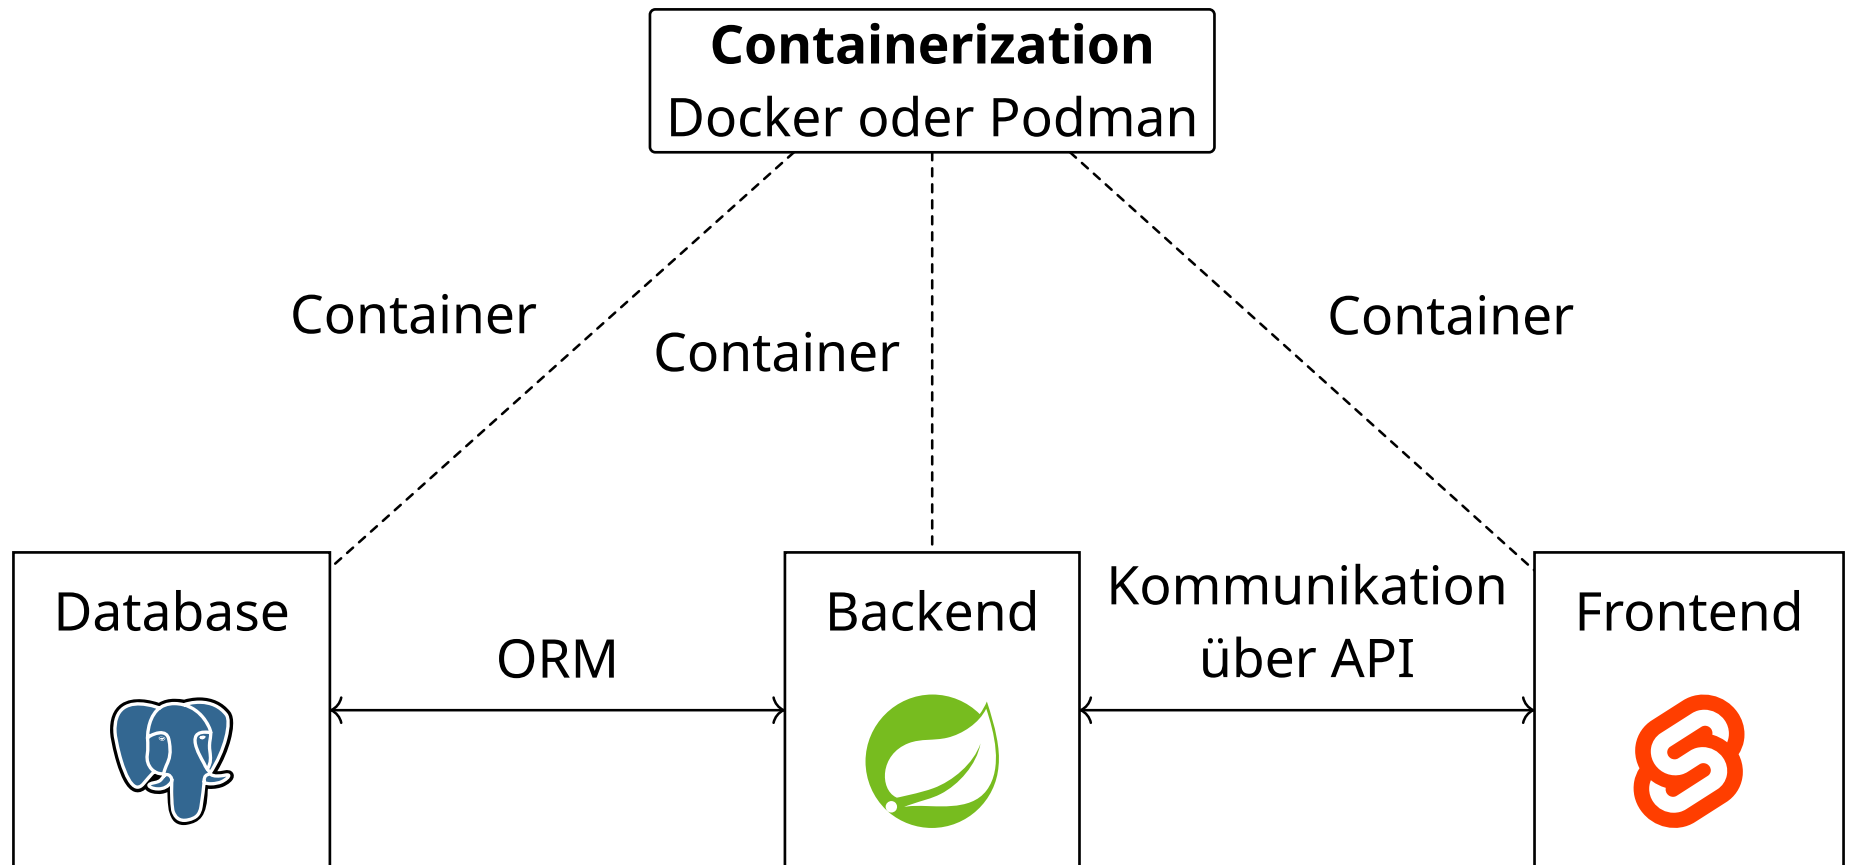 Containerization
Docker oder Podman
Container
Container
Container
Database
ORM
Backend
Kommunikation
über API
Frontend